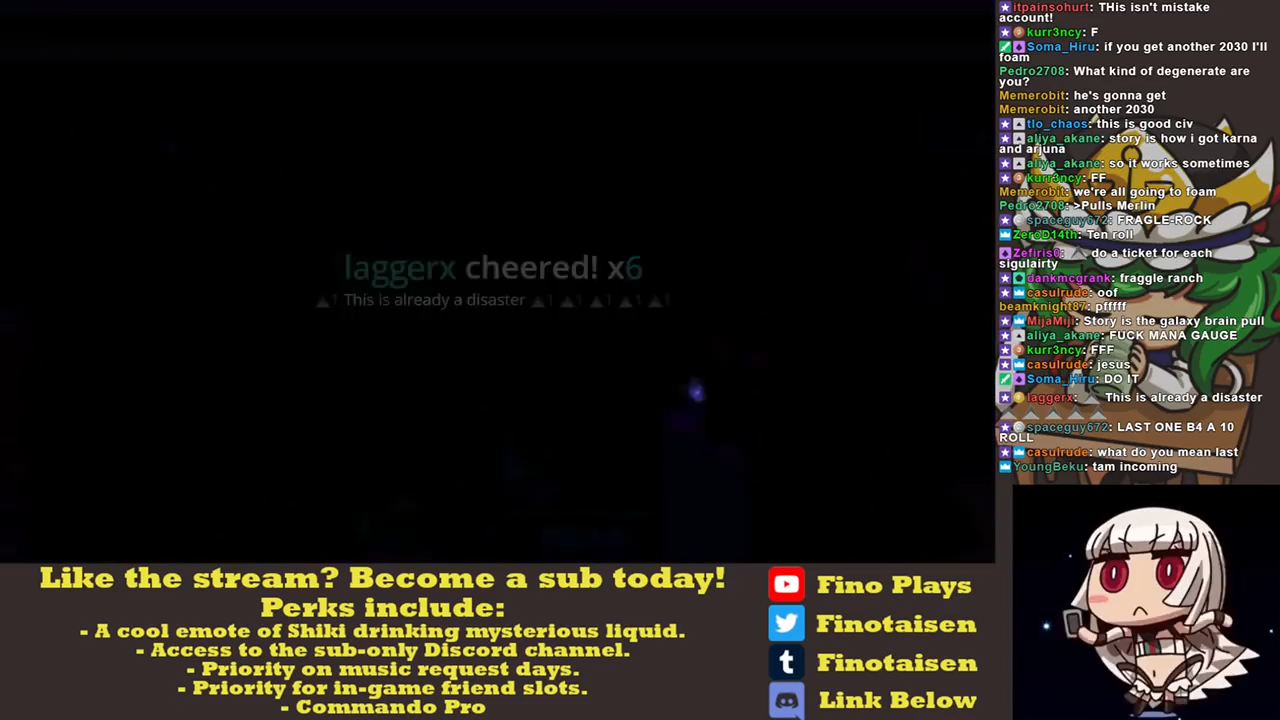 laggerx cheered! x6
This is already a disaster
Like the stream? Become a sub today!
Perks include:
- A cool emote of Shiki drinking mysterious liquid.
- Access to the sub-only Discord channel.
- Priority on music request days.
- Priority for in-game friend slots.
- Commando Pro
Fino Plays
Finotaisen
Finotaisen
Link Below
itpainsohurt: THis isn't mistake
account!
kurr3ncy: F
Soma_Hiru: if you get another 2030 I'll
foam
Pedro2708: What kind of degenerate are
you?
Memerobit: he's gonna get
Memerobit: another 2030
tlo_chaos: this is good civ
aliya_akane: story is how i got karna
and arjuna
aliya_akane: so it works sometimes
kurr3ncy: FF
Memerobit: we're all going to foam
Pedro2708: >Pulls Merlin
spaceguy672: FRAGLE-ROCK
ZeroD14th: Ten roll
Zefiris0: do a ticket for each
sigulairty
dankmcgrank: fraggle ranch
casulrude: oof
beamknight87: pfffff
MijaMiji: Story is the galaxy brain pull
aliya_akane: FUCK MANA GAUGE
kurr3ncy: FFF
casulrude: jesus
Soma_Hiru: DO IT
laggerx: This is already a disaster
spaceguy672: LAST ONE B4 A 10
ROLL
casulrude: what do you mean last
YoungBeku: tam incoming